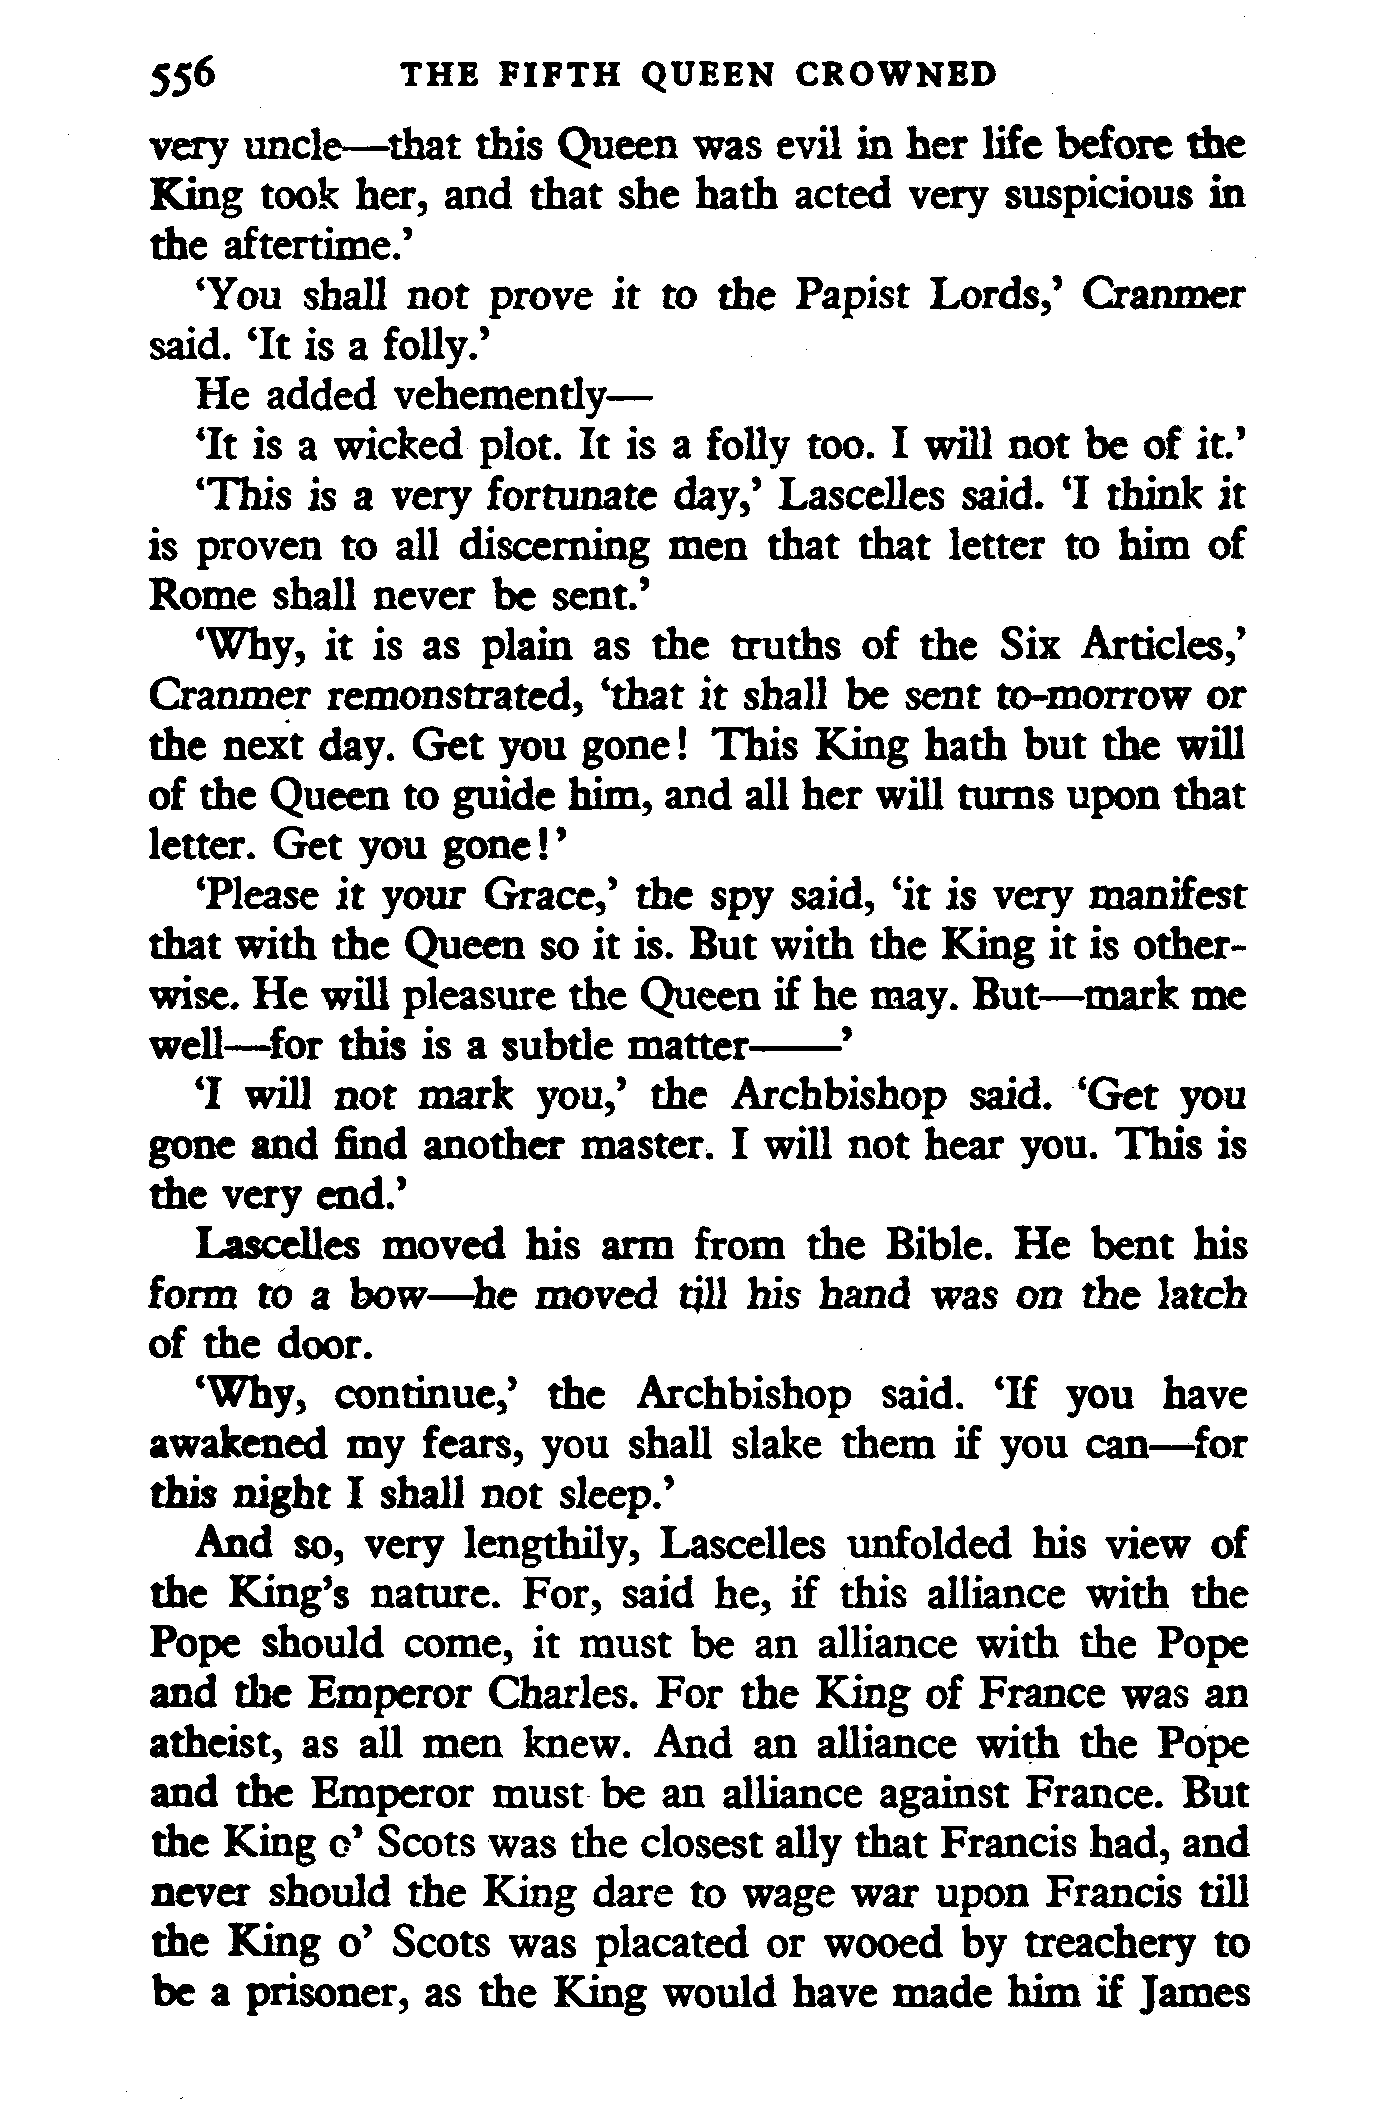 556 THE FIFTH QUEEN CROWNED
very uncle—that this Queen was evil in her life before the
King took her, and that she hath acted very suspicious in
the aftertime.’
‘You shall not prove it to the Papist Lords,’ Cranmer
said. ‘It is a folly.’
He added vehemently—
‘It is a wicked plot. It is a folly too. I will not be of it.’
‘This is a very fortunate day,’ Lascelles said. ‘I think it
is proven to all discerning men that that letter to him of
Rome shall never be sent.’
‘Why, it is as plain as the truths of the Six Articles,’
Cranmer remonstrated, ‘that it shall be sent to-morrow or
the next day. Get you gone! This King hath but the will
of the Queen to guide him, and all her will turns upon that
letter. Get you gone!’
‘Please it your Grace,’ the spy said, ‘it is very manifest
that with the Queen so it is. But with the King it is other-
wise. He will pleasure the Queen if he may. But—mark me
well—for this is a subtle matter——’
‘I will not mark you,’ the Archbishop said. ‘Get you
gone and find another master. I will not hear you. This is
the very end.’
Lascelles moved his arm from the Bible. He bent his
form to a bow—he moved till his hand was on the latch
of the door.
‘Why, continue,’ the Archbishop said. ‘If you have
awakened my fears, you shall slake them if you can—for
this night I shall not sleep.’
And so, very lengthily, Lascelles unfolded his view of
the King’s nature. For, said he, if this alliance with the
Pope should come, it must be an alliance with the Pope
and the Emperor Charles. For the King of France was an
atheist, as all men knew. And an alliance with the Pope
and the Emperor must be an alliance against France. But
the King o’ Scots was the closest ally that Francis had, and
never should the King dare to wage war upon Francis till
the King o’ Scots was placated or wooed by treachery to
be a prisoner, as the King would have made him if James